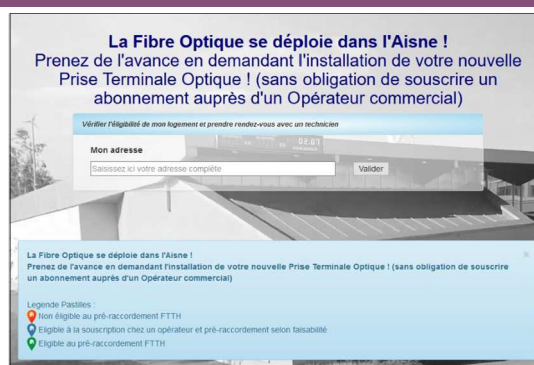 La Fibre Optique se déploie dans l'Aisne !
Prenez de l'avance en demandant l'installation de votre nouvelle
Prise Terminale Optique ! (sans obligation de souscrire un
abonnement auprès d'un Opérateur commercial)
Vérifier l'éligibilité de mon logement et prendre rendez-vous avec un technicien
Mon adresse
Saisissez ici votre adresse complète
Valider
La Fibre Optique se déploie dans l'Aisne !
×
Prenez de l'avance en demandant l'installation de votre nouvelle Prise Terminale Optique ! (sans obligation de souscrire
un abonnement auprès d'un Opérateur commercial)
Legende Pastilles :
Non éligible au pré-raccordement FTTH
Eligible à la souscription chez un opérateur et pré-raccordement selon faisabilité
Eligible au pré-raccordement FTTH